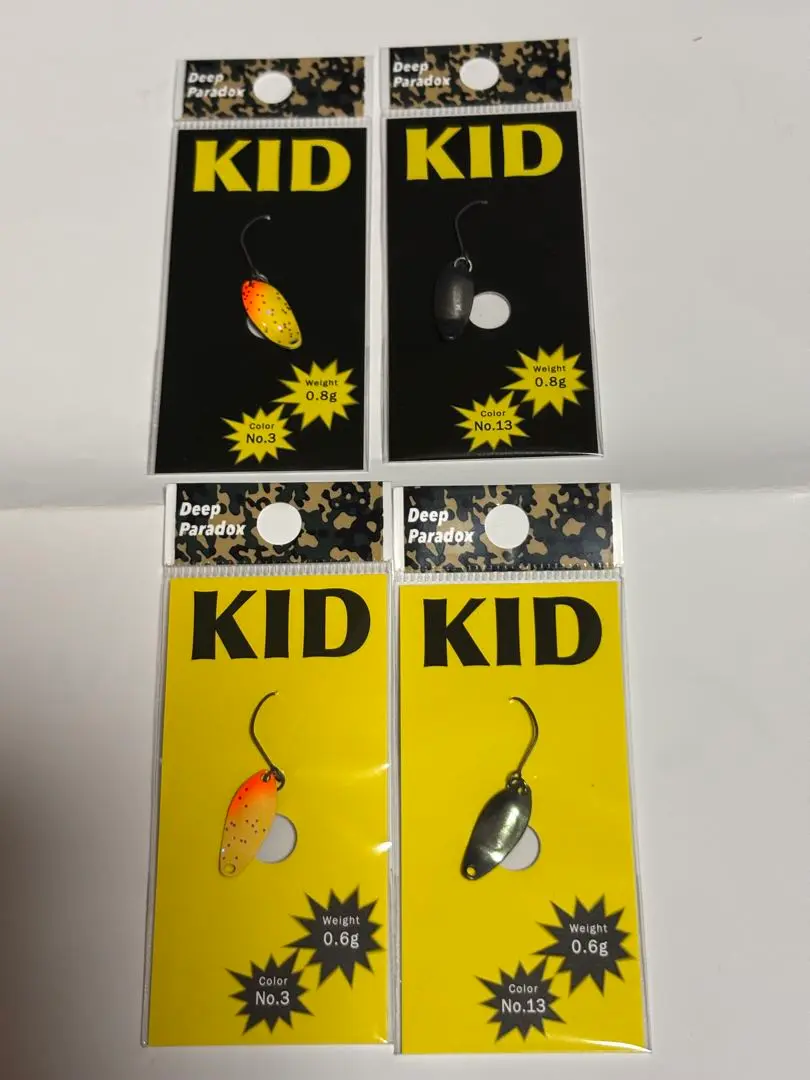 Deep
Paradox
KID
Weight
0.8g
Color
No.3
Deep
Paradox
KID
Weight
0.8g
Color
No.13
Deep
Paradox
KID
Weight
0.6g
Color
No.3
Deep
Paradox
KID
Weight
0.6g
Color
No.13